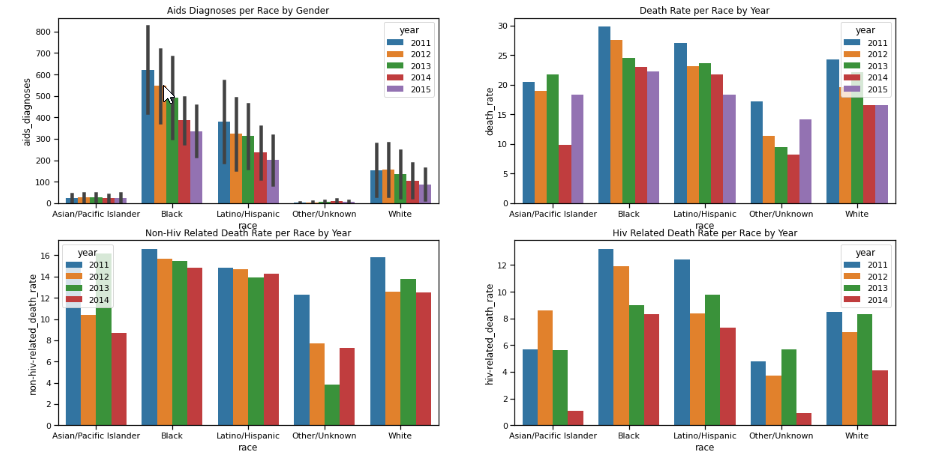 Aids Diagnoses per Race by Gender
aids_diagnoses
800
700
600
500
400
300
200
100
0
year
2011
2012
2013
2014
2015
Asian/Pacific Islander Black Latino/Hispanic Other/Unknown White
race
Death Rate per Race by Year
death_rate
30
25
20
15
10
5
0
year
2011
2012
2013
2014
2015
Asian/Pacific Islander Black Latino/Hispanic Other/Unknown White
race
Non-Hiv Related Death Rate per Race by Year
non-hiv-related_death_rate
16
14
12
10
8
6
4
2
0
year
2011
2012
2013
2014
Asian/Pacific Islander Black Latino/Hispanic Other/Unknown White
race
Hiv Related Death Rate per Race by Year
hiv-related_death_rate
12
10
8
6
4
2
0
year
2011
2012
2013
2014
Asian/Pacific Islander Black Latino/Hispanic Other/Unknown White
race